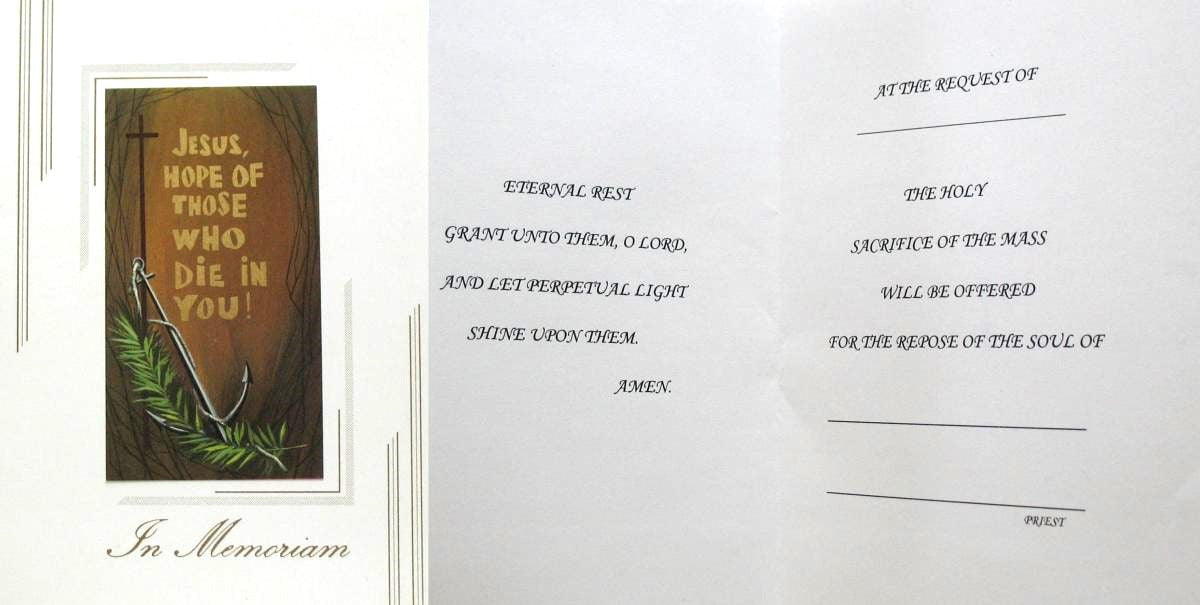 JESUS,
HOPE OF
THOSE
WHO
DIE IN
YOU!
In Memoriam
ETERNAL REST
GRANT UNTO THEM, O LORD,
AND LET PERPETUAL LIGHT
SHINE UPON THEM.
AMEN.
AT THE REQUEST OF
THE HOLY
SACRIFICE OF THE MASS
WILL BE OFFERED
FOR THE REPOSE OF THE SOUL OF
PRIEST